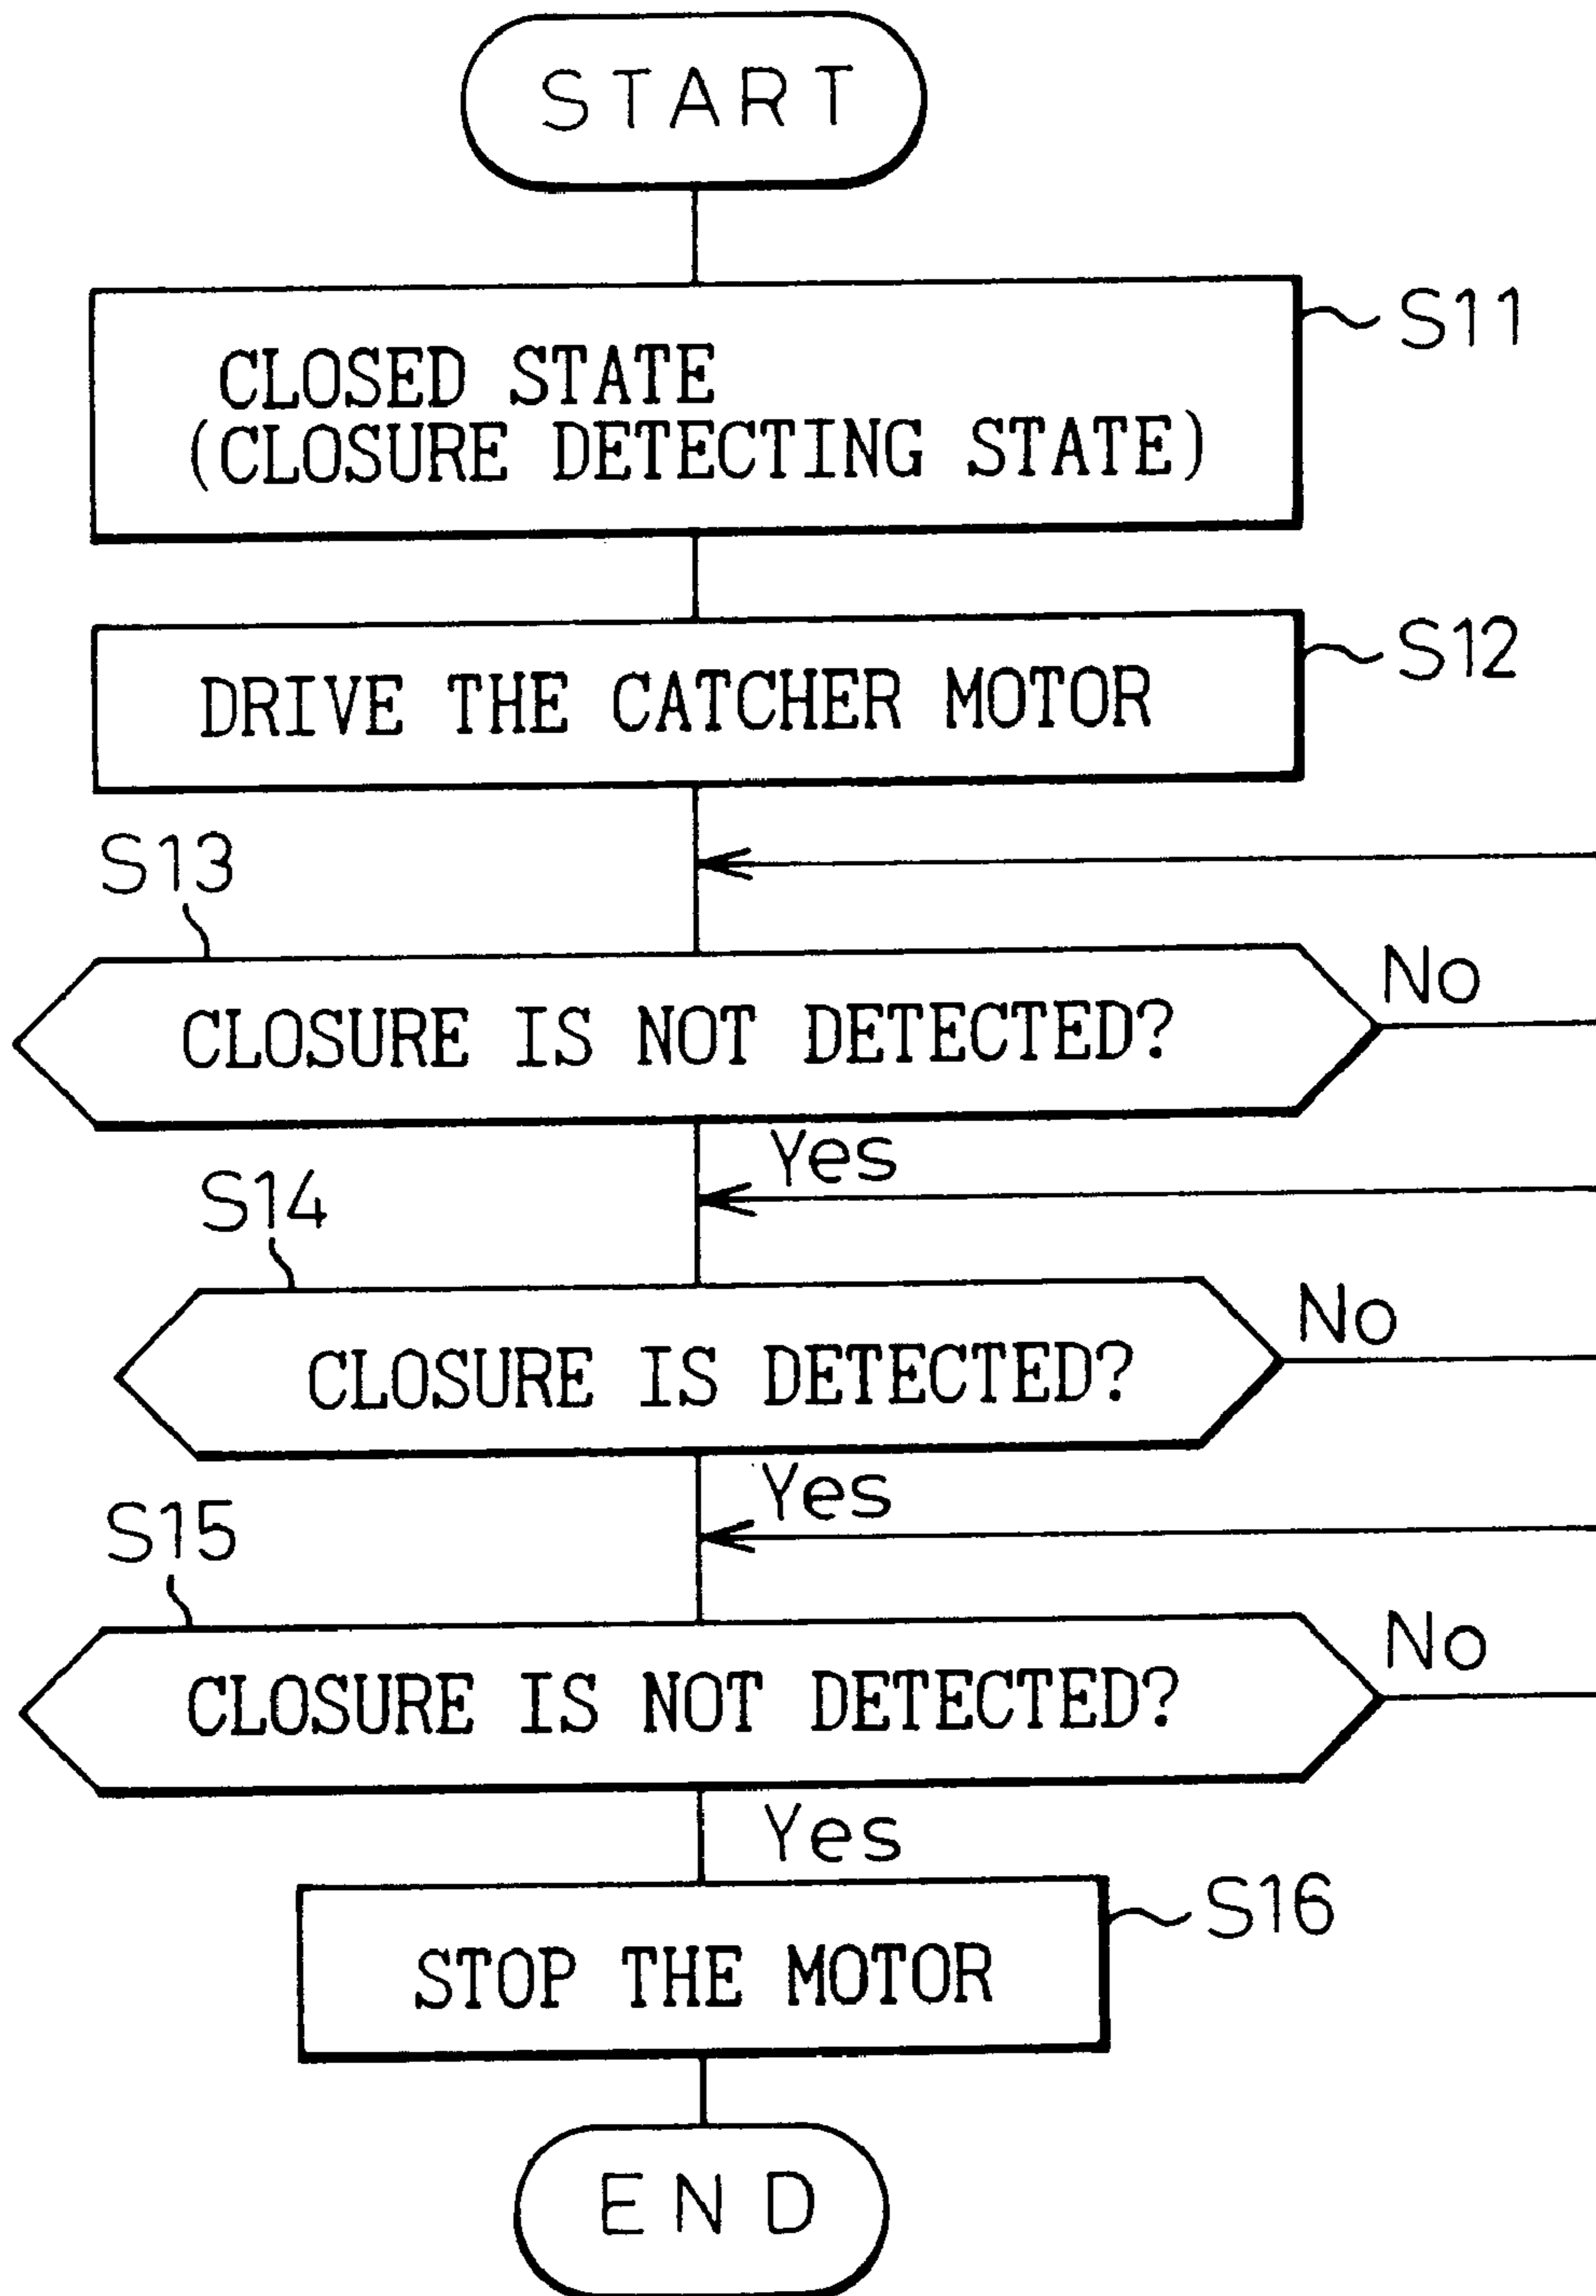 START
S11
CLOSED STATE
(CLOSURE DETECTING STATE)
S12
DRIVE THE CATCHER MOTOR
S13
CLOSURE IS NOT DETECTED?
No
Yes
S14
CLOSURE IS DETECTED?
No
Yes
S15
CLOSURE IS NOT DETECTED?
No
Yes
S16
STOP THE MOTOR
END